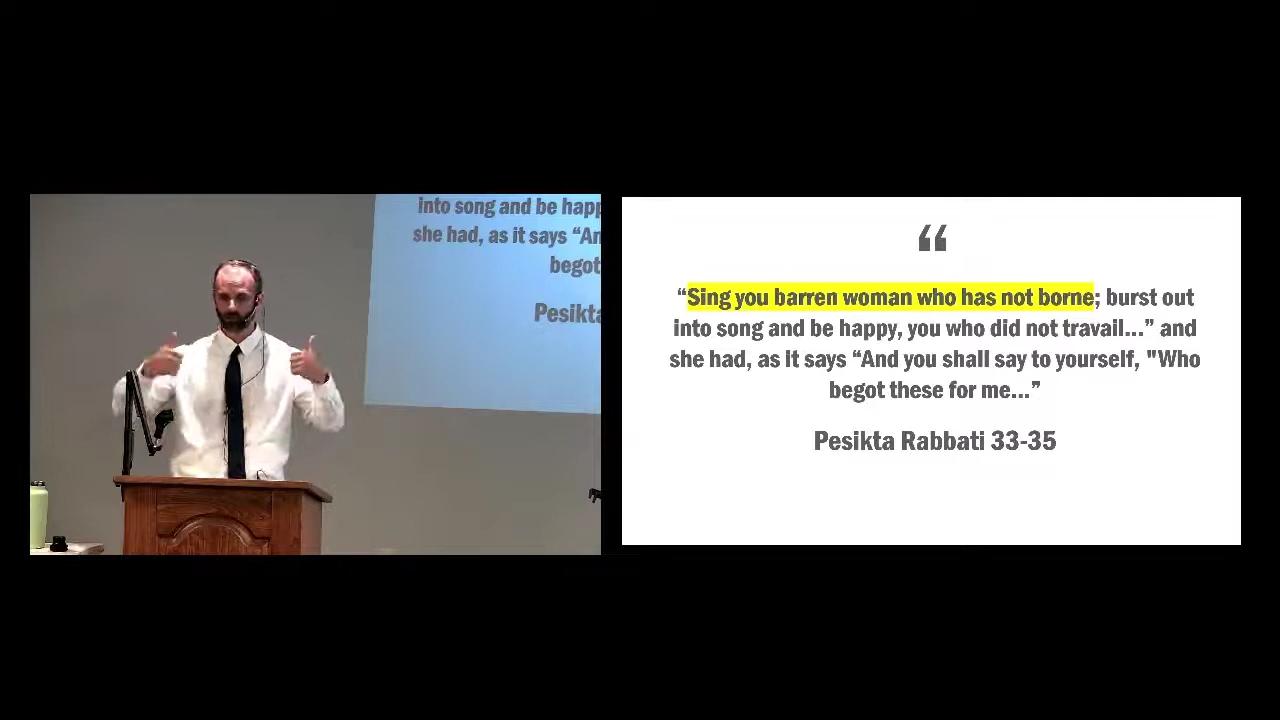 into song and be happ
she had, as it says “An
begot
Pesikta
“
“Sing you barren woman who has not borne; burst out
into song and be happy, you who did not travail...” and
she had, as it says “And you shall say to yourself, "Who
begot these for me...”
Pesikta Rabbati 33-35